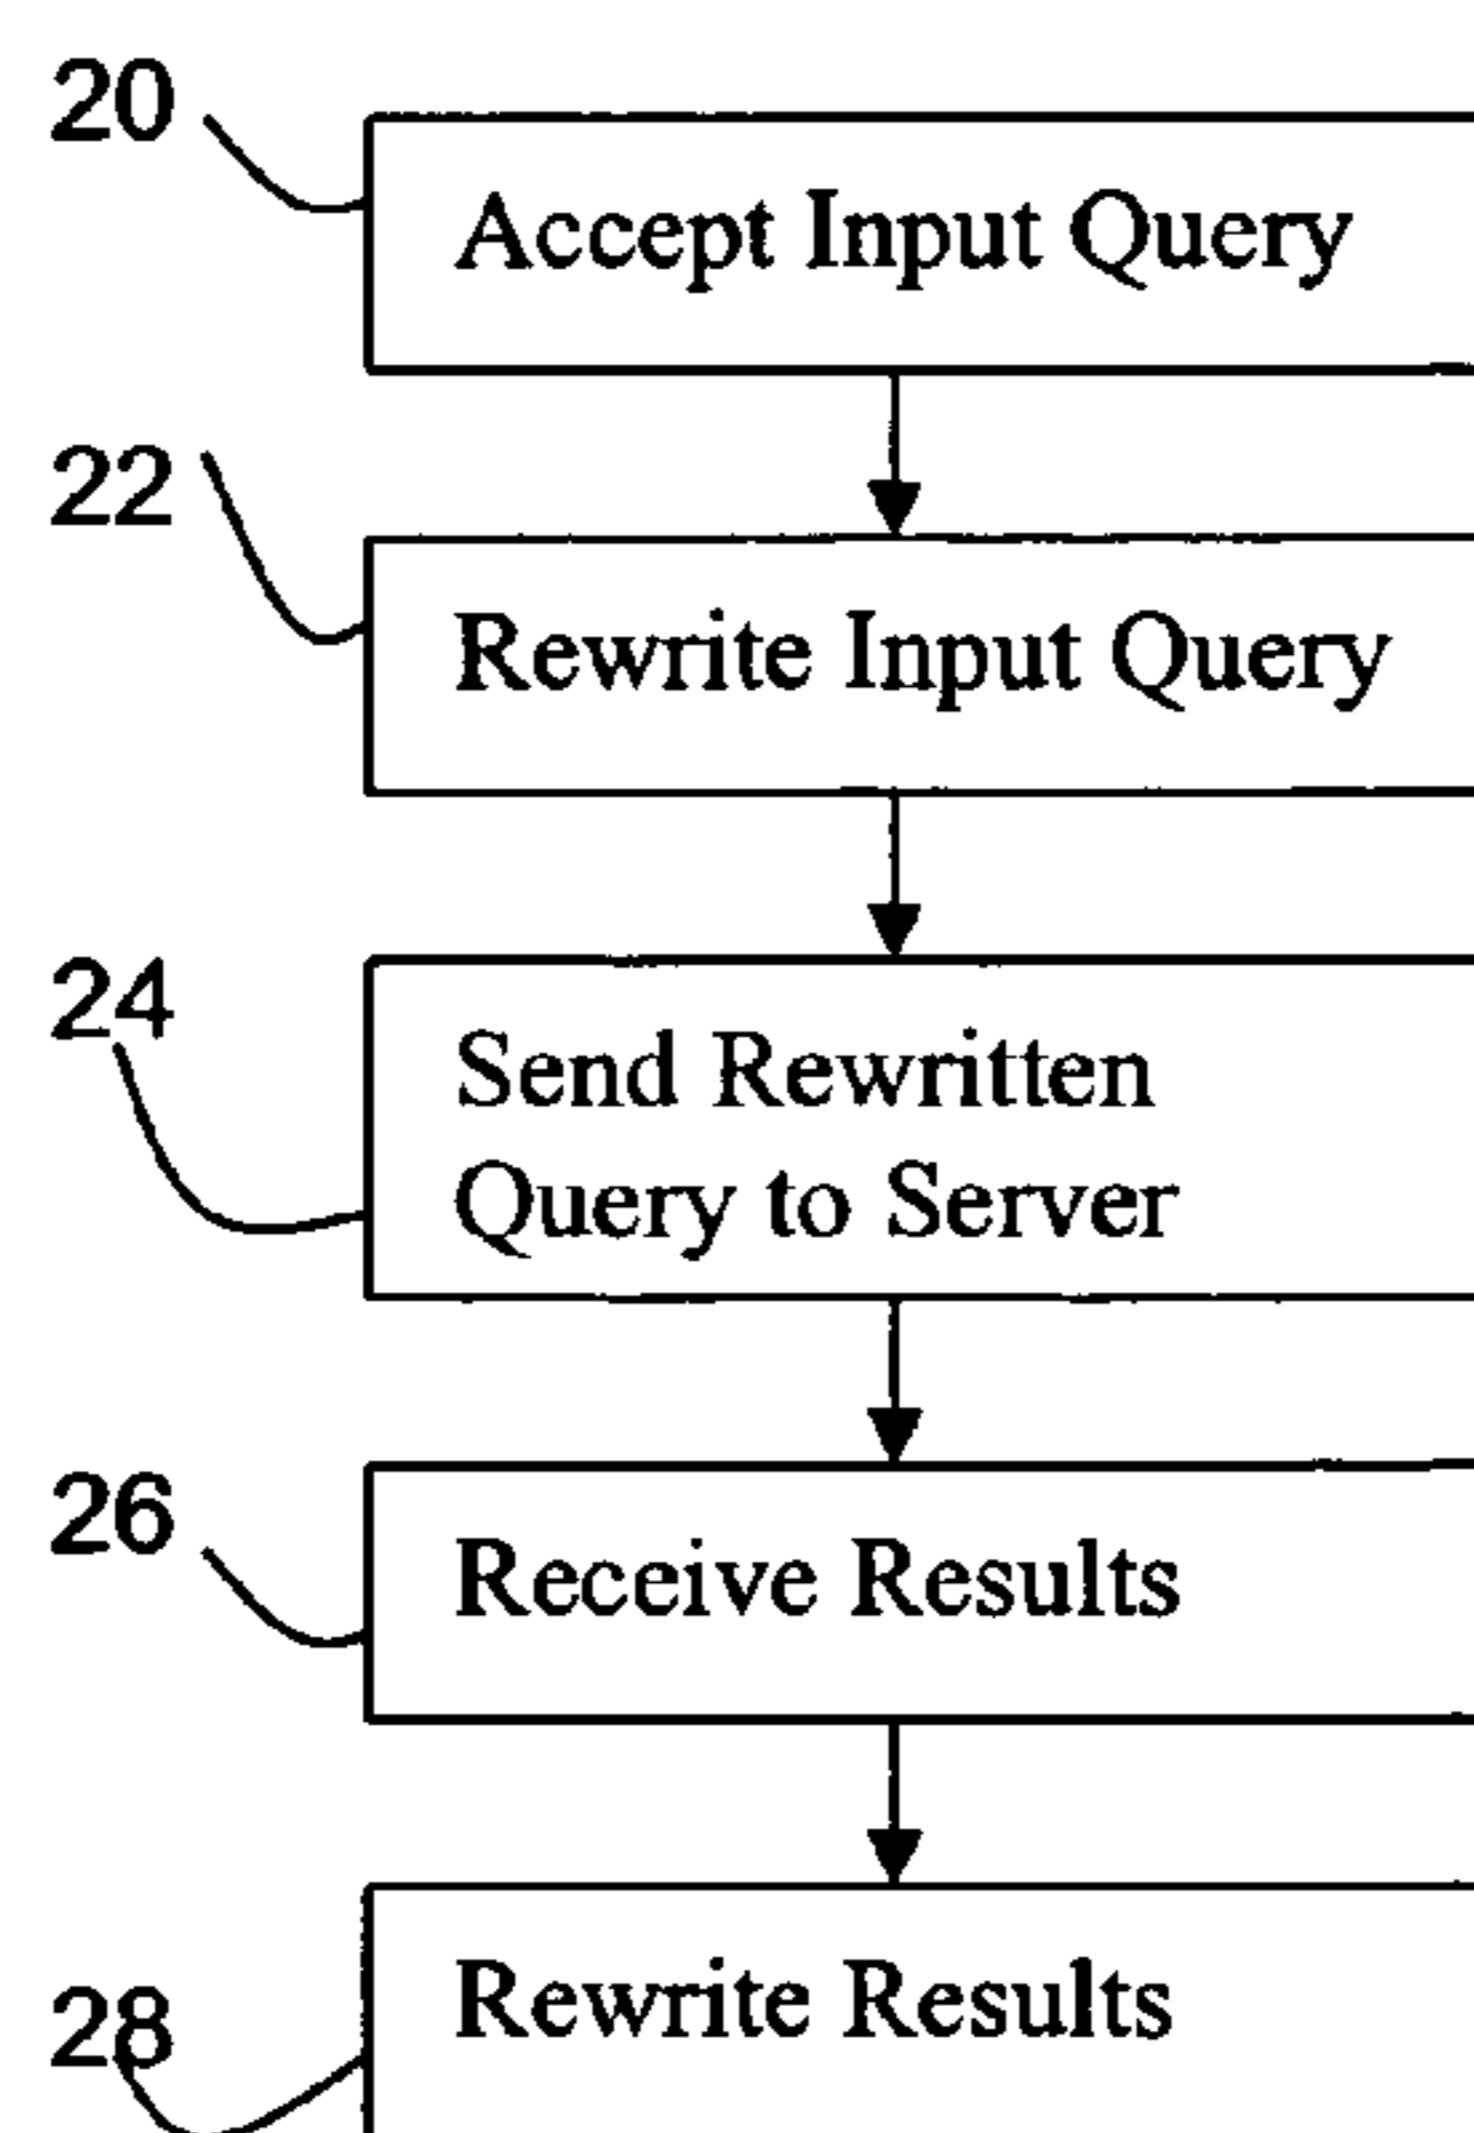 20
Accept Input Query
22
Rewrite Input Query
24
Send Rewritten
Query to Server
26
Receive Results
28
Rewrite Results